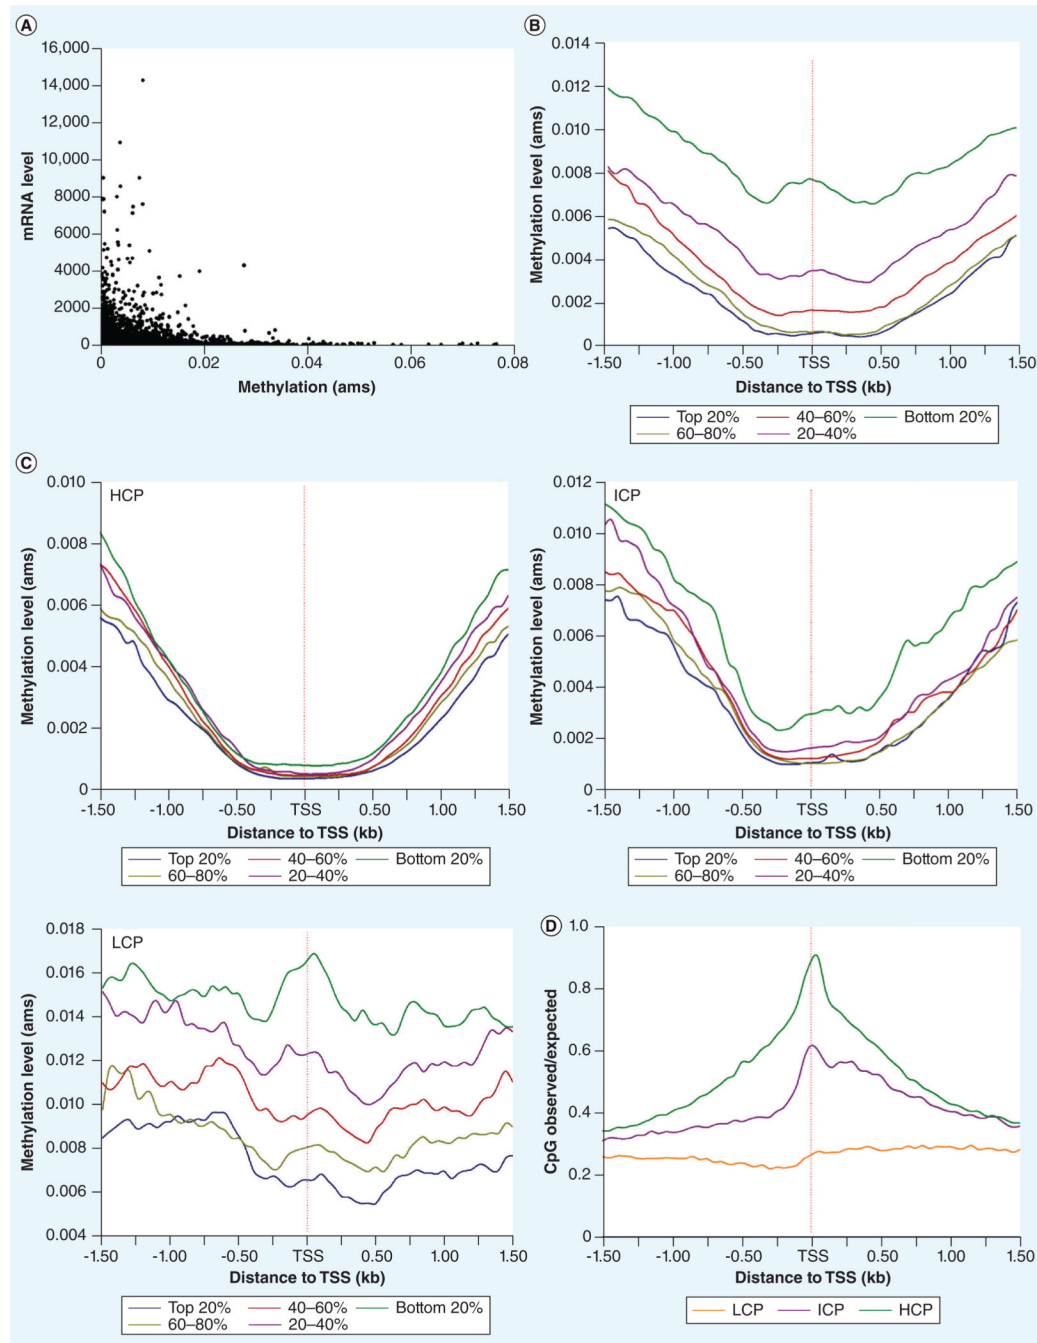 A
16,000
14,000
12,000
10,000
8000
6000
4000
2000
0
mRNA level
0 0.02 0.04 0.06 0.08
Methylation (ams)
B
0.014
0.012
0.010
0.008
0.006
0.004
0.002
0
Methylation level (ams)
-1.50 -1.00 -0.50 TSS 0.50 1.00 1.50
Distance to TSS (kb)
Top 20% 40–60% Bottom 20%
60–80% 20–40%
C
HCP
0.010
0.008
0.006
0.004
0.002
0
Methylation level (ams)
-1.50 -1.00 -0.50 TSS 0.50 1.00 1.50
Distance to TSS (kb)
Top 20% 40–60% Bottom 20%
60–80% 20–40%
ICP
0.012
0.010
0.008
0.006
0.004
0.002
0
Methylation level (ams)
-1.50 -1.00 -0.50 TSS 0.50 1.00 1.50
Distance to TSS (kb)
Top 20% 40–60% Bottom 20%
60–80% 20–40%
LCP
0.018
0.016
0.014
0.012
0.010
0.008
0.006
0.004
Methylation level (ams)
-1.50 -1.00 -0.50 TSS 0.50 1.00 1.50
Distance to TSS (kb)
Top 20% 40–60% Bottom 20%
60–80% 20–40%
D
1.0
0.8
0.6
0.4
0.2
0
CpG observed/expected
-1.50 -1.00 -0.50 TSS 0.50 1.00 1.50
Distance to TSS (kb)
LCP ICP HCP